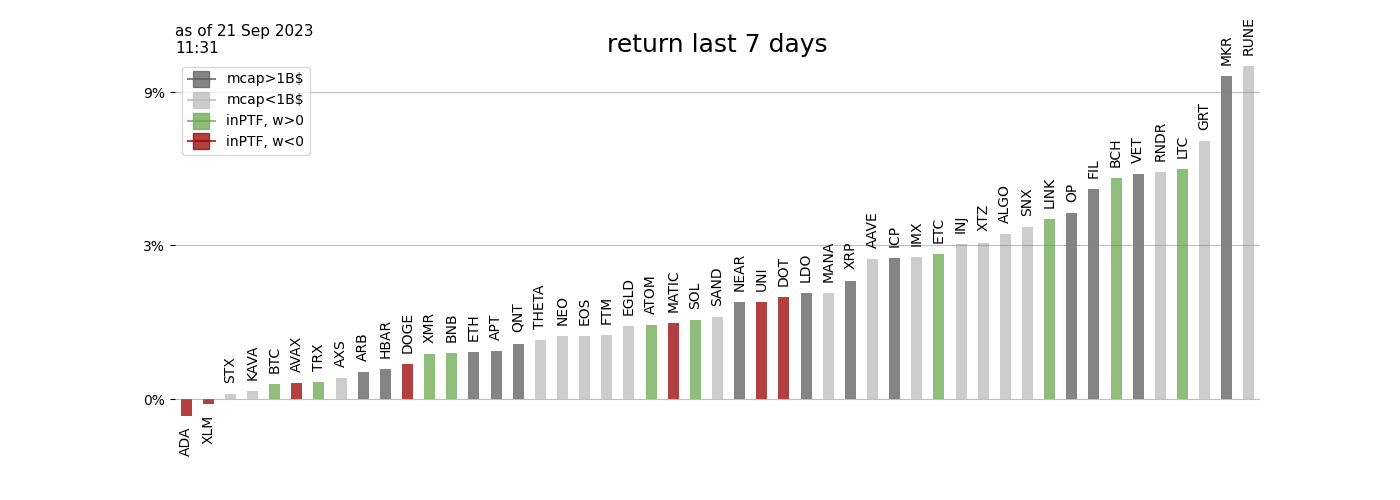 as of 21 Sep 2023
11:31
return last 7 days
mcap>1B$
mcap<1B$
inPTF, w>0
inPTF, w<0
9%
3%
0%
ADA
XLM
STX
KAVA
BTC
AVAX
TRX
AXS
ARB
HBAR
DOGE
XMR
BNB
ETH
APT
QNT
THETA
NEO
EOS
FTM
EGLD
ATOM
MATIC
SOL
SAND
NEAR
UNI
DOT
LDO
MANA
XRP
AAVE
ICP
IMX
ETC
INJ
XTZ
ALGO
SNX
LINK
OP
FIL
BCH
VET
RNDR
LTC
GRT
MKR
RUNE